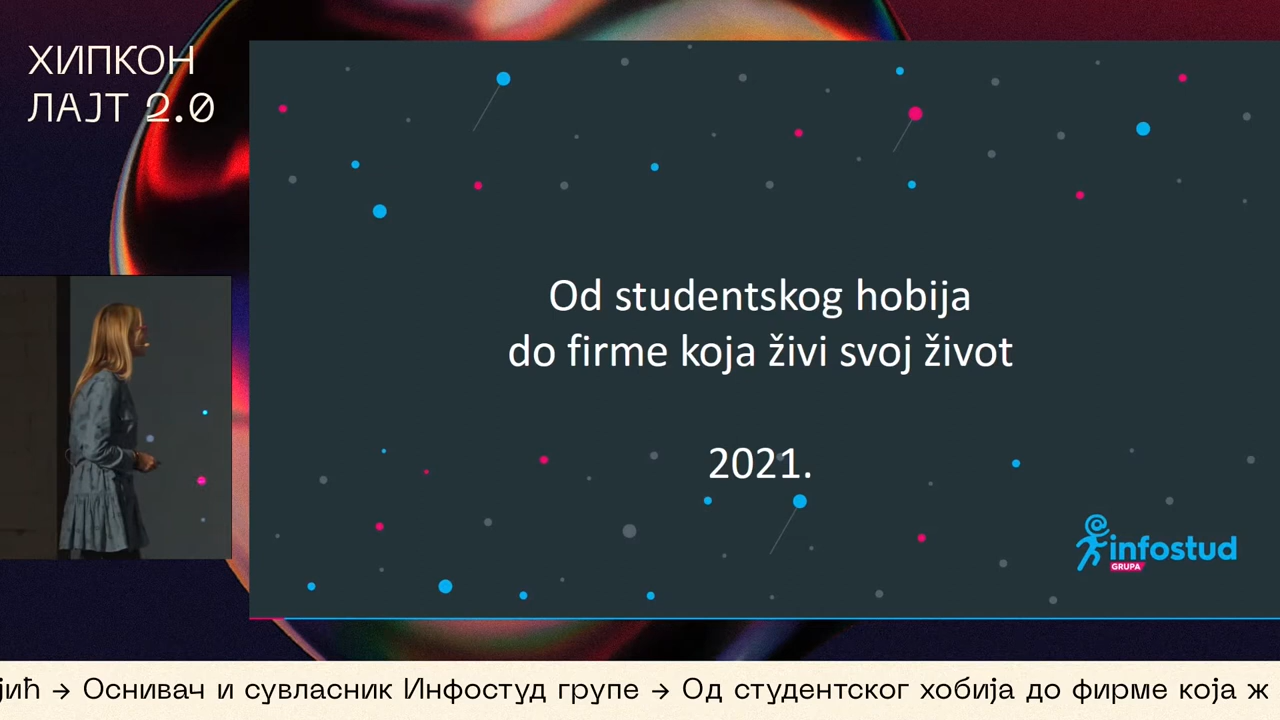 ХИПКОН
ЛАЈТ 2.0
Od studentskog hobija
do firme koja živi svoj život
2021.
infostud
GRUPA
јић → Оснивач и сувласник Инфостуд групе → Од студентског хобија до фирме која ж